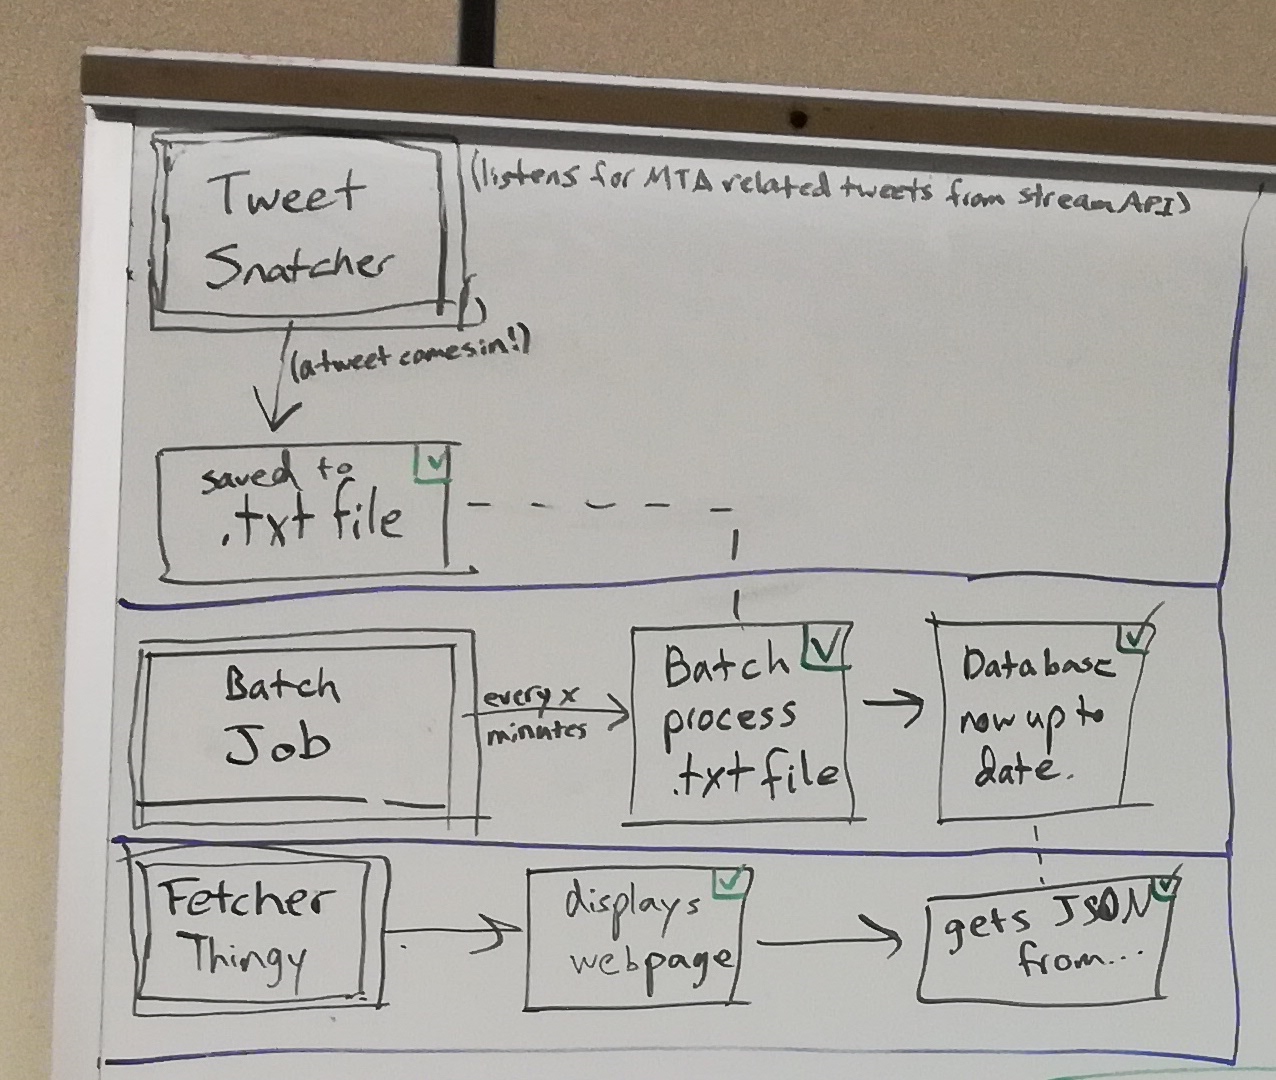 Tweet
Snatcher
(listens for MTA related tweets from stream API)
(a tweet comes in!)
saved to
.txt file
Batch
Job
every x
minutes
Batch
process
.txt file
Database
now up to
date.
Fetcher
Thingy
displays
webpage
gets JSON
from...